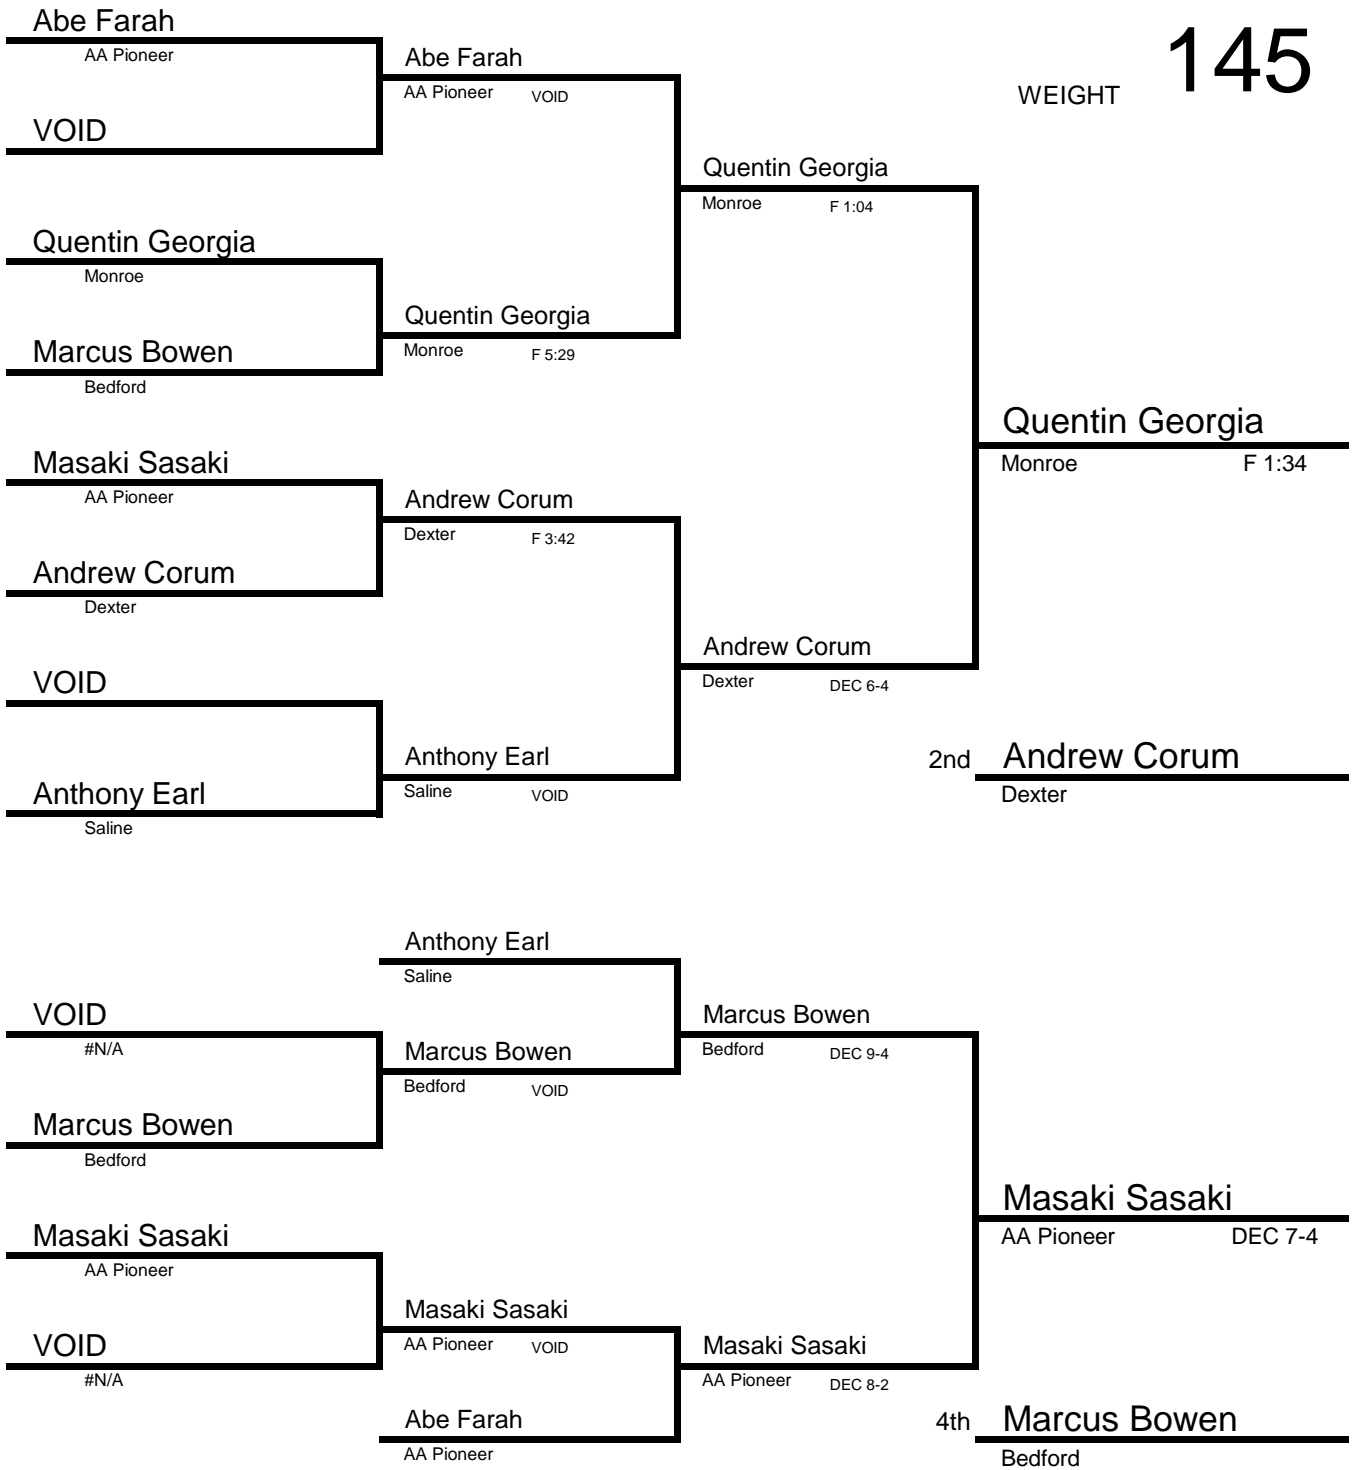 Abe Farah
AA Pioneer
VOID
Quentin Georgia
Monroe
Marcus Bowen
Bedford
Masaki Sasaki
AA Pioneer
Andrew Corum
Dexter
VOID
Anthony Earl
Saline
Abe Farah
AA Pioneer VOID
Quentin Georgia
Monroe F 5:29
Andrew Corum
Dexter F 3:42
Anthony Earl
Saline VOID
Quentin Georgia
Monroe F 1:04
Andrew Corum
Dexter DEC 6-4
WEIGHT 145
Quentin Georgia
Monroe F 1:34
2nd Andrew Corum
Dexter
VOID
#N/A
Marcus Bowen
Bedford
Masaki Sasaki
AA Pioneer
VOID
#N/A
Anthony Earl
Saline
Marcus Bowen
Bedford VOID
Masaki Sasaki
AA Pioneer VOID
Abe Farah
AA Pioneer
Marcus Bowen
Bedford DEC 9-4
Masaki Sasaki
AA Pioneer DEC 8-2
Masaki Sasaki
AA Pioneer DEC 7-4
4th Marcus Bowen
Bedford